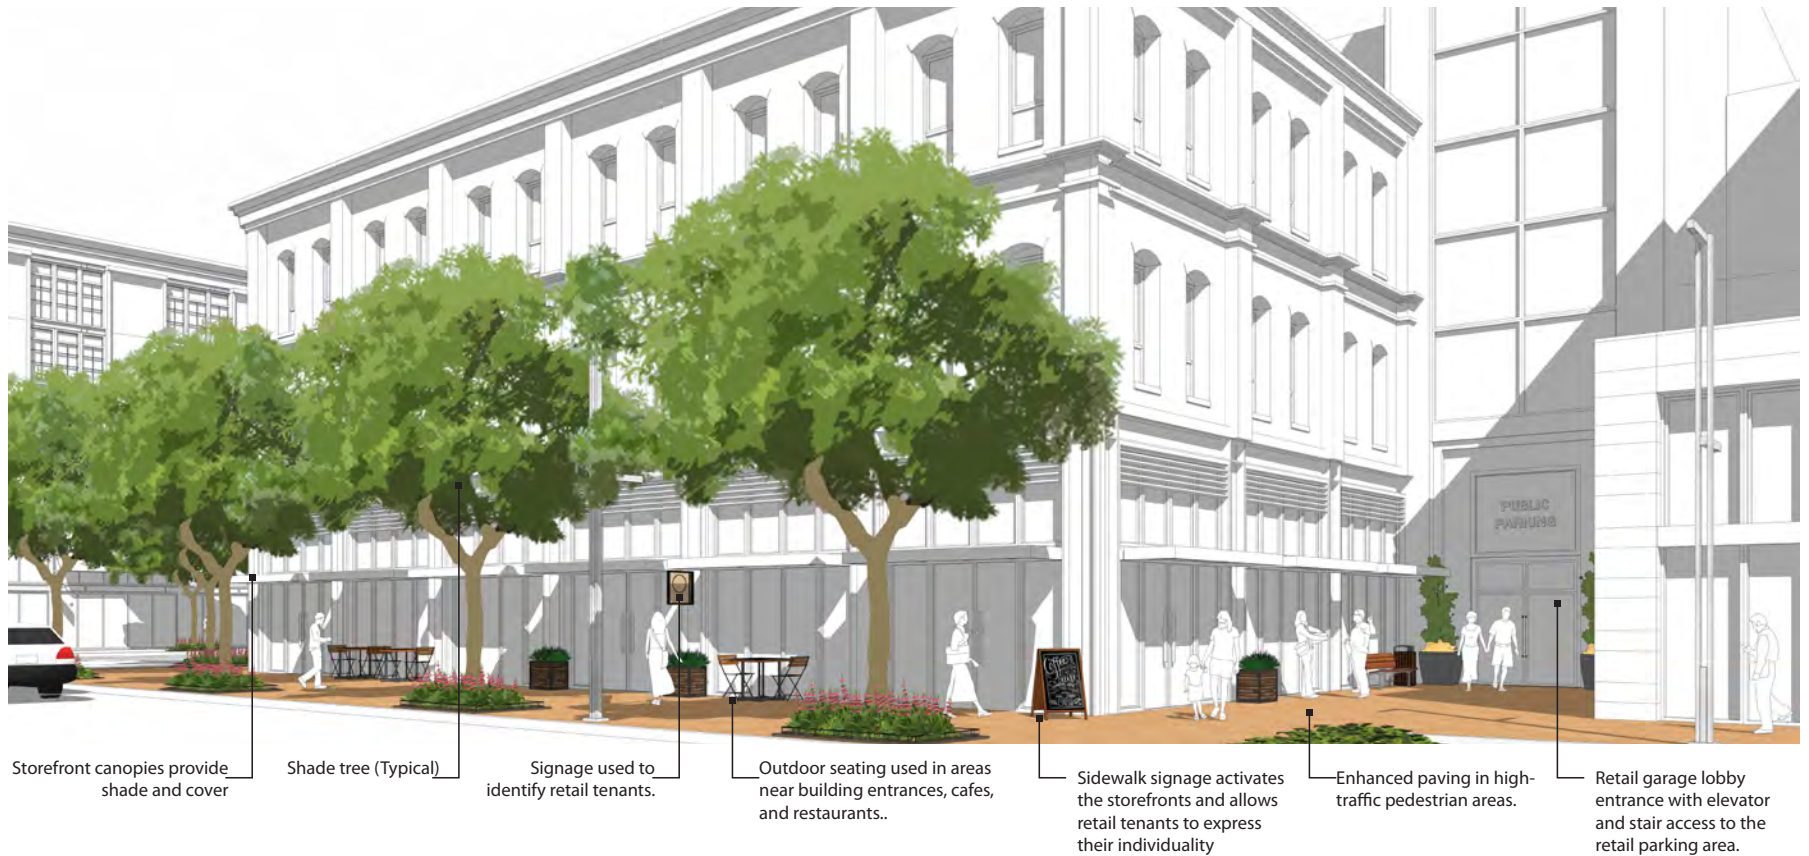 PUBLIC
PARKING
Storefront canopies provide
shade and cover
Shade tree (Typical)
Signage used to
identify retail tenants.
Outdoor seating used in areas
near building entrances, cafes,
and restaurants..
Sidewalk signage activates
the storefronts and allows
retail tenants to express
their individuality
Enhanced paving in high-
traffic pedestrian areas.
Retail garage lobby
entrance with elevator
and stair access to the
retail parking area.